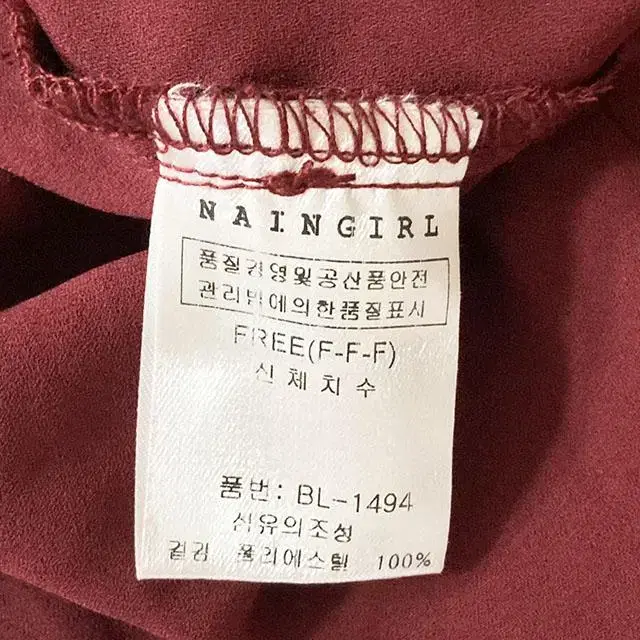 NAINGIRL
품질경영및공산품안전
관리법에의한품질표시
FREE(F-F-F)
신체치수
품번: BL-1494
섬유의조성
겉감 폴리에스텔 100%